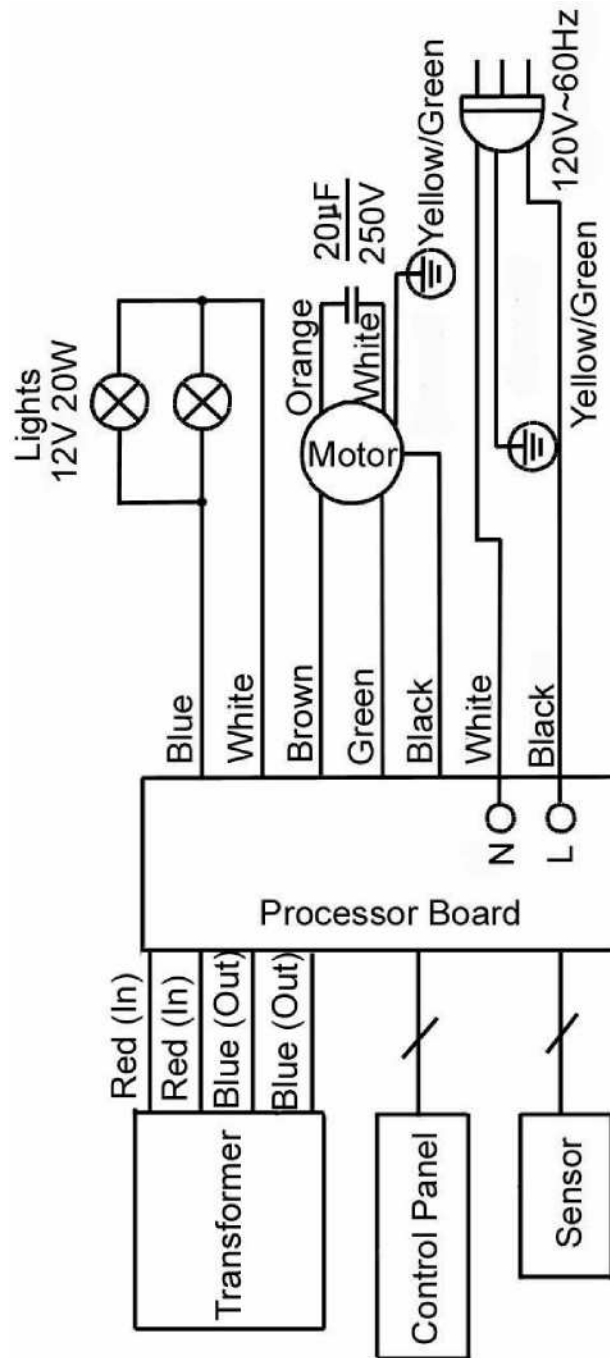 Lights
12V 20W
Orange
White
20µF
250V
Yellow/Green
120V~60Hz
Yellow/Green
Motor
Blue
White
Brown
Green
Black
White
Black
N
L
Processor Board
Red (In)
Red (In)
Blue (Out)
Blue (Out)
Transformer
Control Panel
Sensor